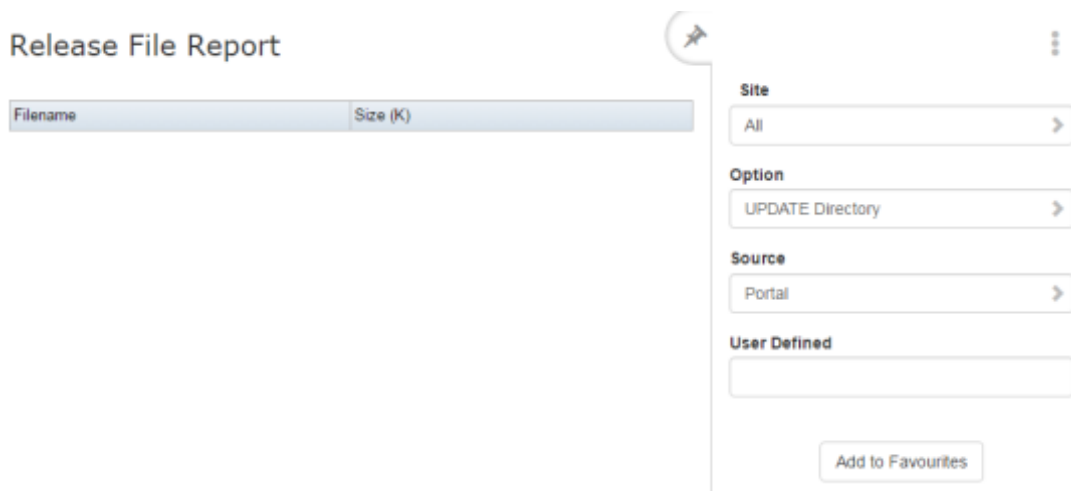 Release File Report
Filename Size (K)
Site
All
Option
UPDATE Directory
Source
Portal
User Defined
Add to Favourites